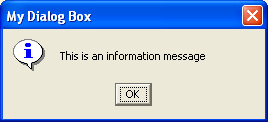 My Dialog Box
This is an information message
OK